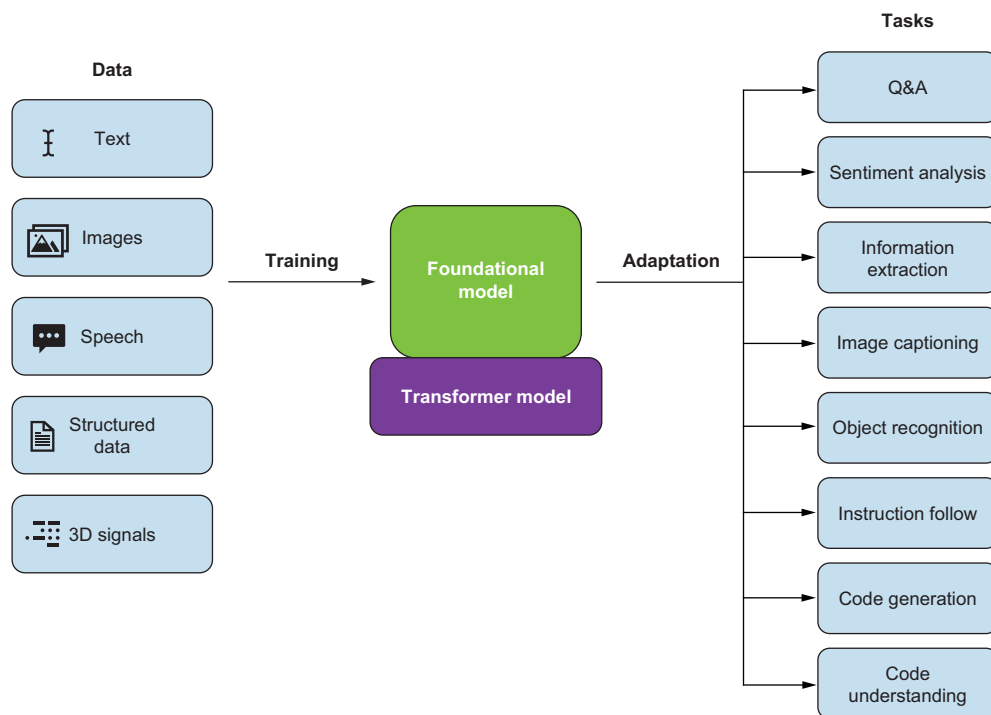 Data
Text
Images
Speech
Structured
data
3D signals
Training
Foundational
model
Transformer model
Adaptation
Tasks
Q&A
Sentiment analysis
Information
extraction
Image captioning
Object recognition
Instruction follow
Code generation
Code
understanding